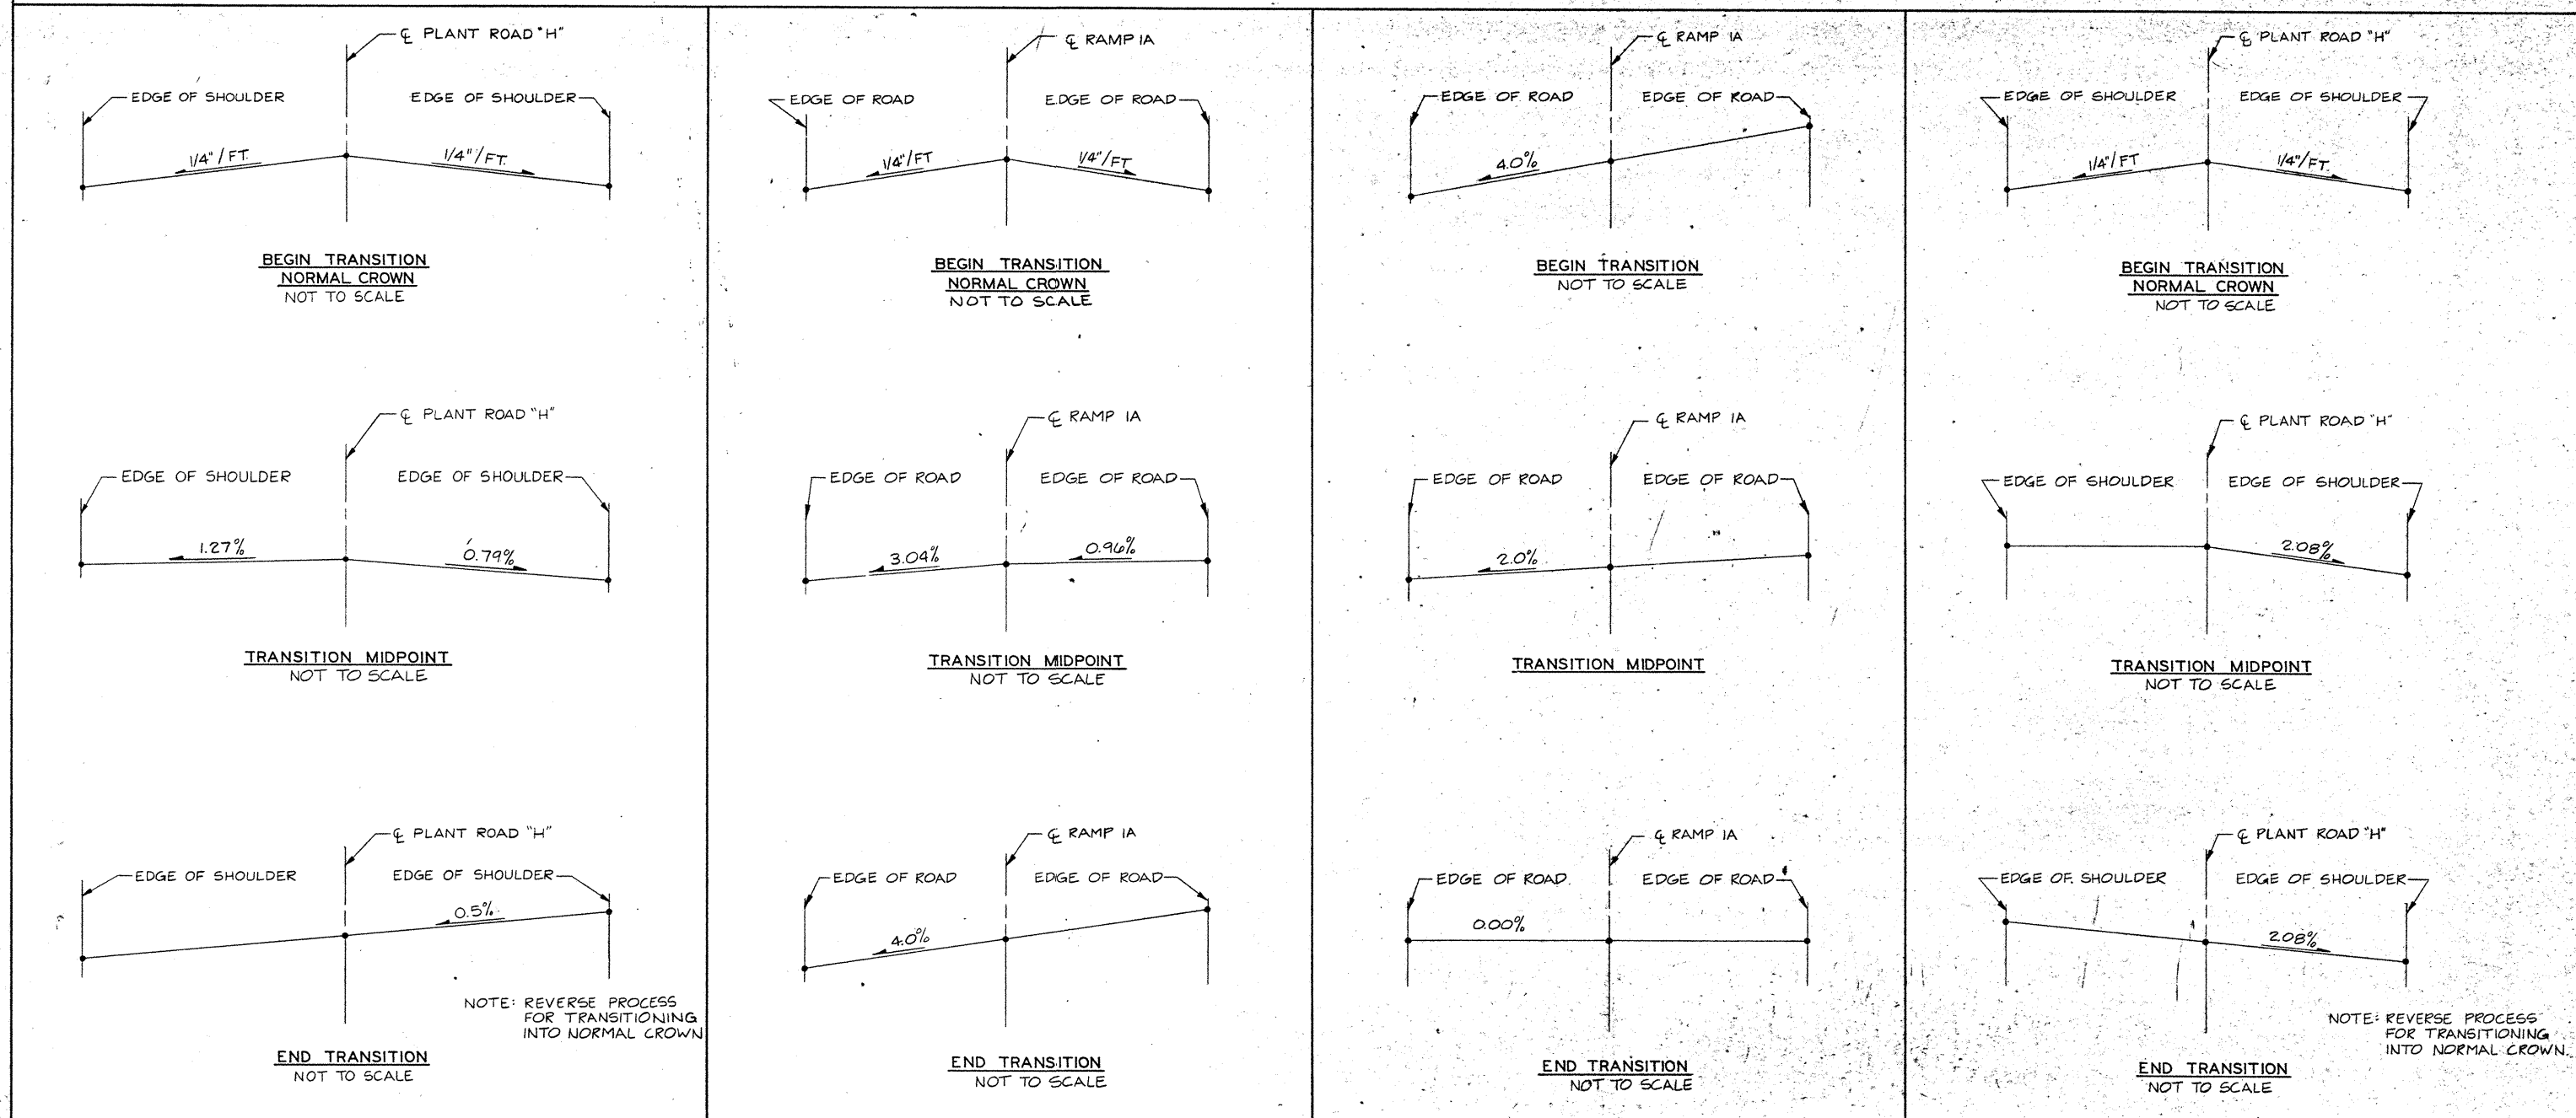 ℄ PLANT ROAD "H"
EDGE OF SHOULDER
EDGE OF SHOULDER
1/4"/FT.
1/4"/FT.
BEGIN TRANSITION
NORMAL CROWN
NOT TO SCALE
℄ PLANT ROAD "H"
EDGE OF SHOULDER
EDGE OF SHOULDER
1.27%
0.79%
TRANSITION MIDPOINT
NOT TO SCALE
℄ PLANT ROAD "H"
EDGE OF SHOULDER
EDGE OF SHOULDER
0.5%
NOTE: REVERSE PROCESS
FOR TRANSITIONING
INTO NORMAL CROWN
END TRANSITION
NOT TO SCALE
℄ RAMP 1A
EDGE OF ROAD
EDGE OF ROAD
1/4"/FT
1/4"/FT
BEGIN TRANSITION
NORMAL CROWN
NOT TO SCALE
℄ RAMP 1A
EDGE OF ROAD
EDGE OF ROAD
3.04%
0.96%
TRANSITION MIDPOINT
NOT TO SCALE
℄ RAMP 1A
EDGE OF ROAD
EDGE OF ROAD
4.0%
END TRANSITION
NOT TO SCALE
℄ RAMP 1A
EDGE OF ROAD
EDGE OF ROAD
4.0%
BEGIN TRANSITION
NOT TO SCALE
℄ RAMP 1A
EDGE OF ROAD
EDGE OF ROAD
2.0%
TRANSITION MIDPOINT
℄ RAMP 1A
EDGE OF ROAD
EDGE OF ROAD
0.00%
END TRANSITION
NOT TO SCALE
℄ PLANT ROAD "H"
EDGE OF SHOULDER
EDGE OF SHOULDER
1/4"/FT
1/4"/FT.
BEGIN TRANSITION
NORMAL CROWN
NOT TO SCALE
℄ PLANT ROAD "H"
EDGE OF SHOULDER
EDGE OF SHOULDER
2.08%
TRANSITION MIDPOINT
NOT TO SCALE
℄ PLANT ROAD "H"
EDGE OF SHOULDER
EDGE OF SHOULDER
2.08%
NOTE: REVERSE PROCESS
FOR TRANSITIONING
INTO NORMAL CROWN.
END TRANSITION
NOT TO SCALE